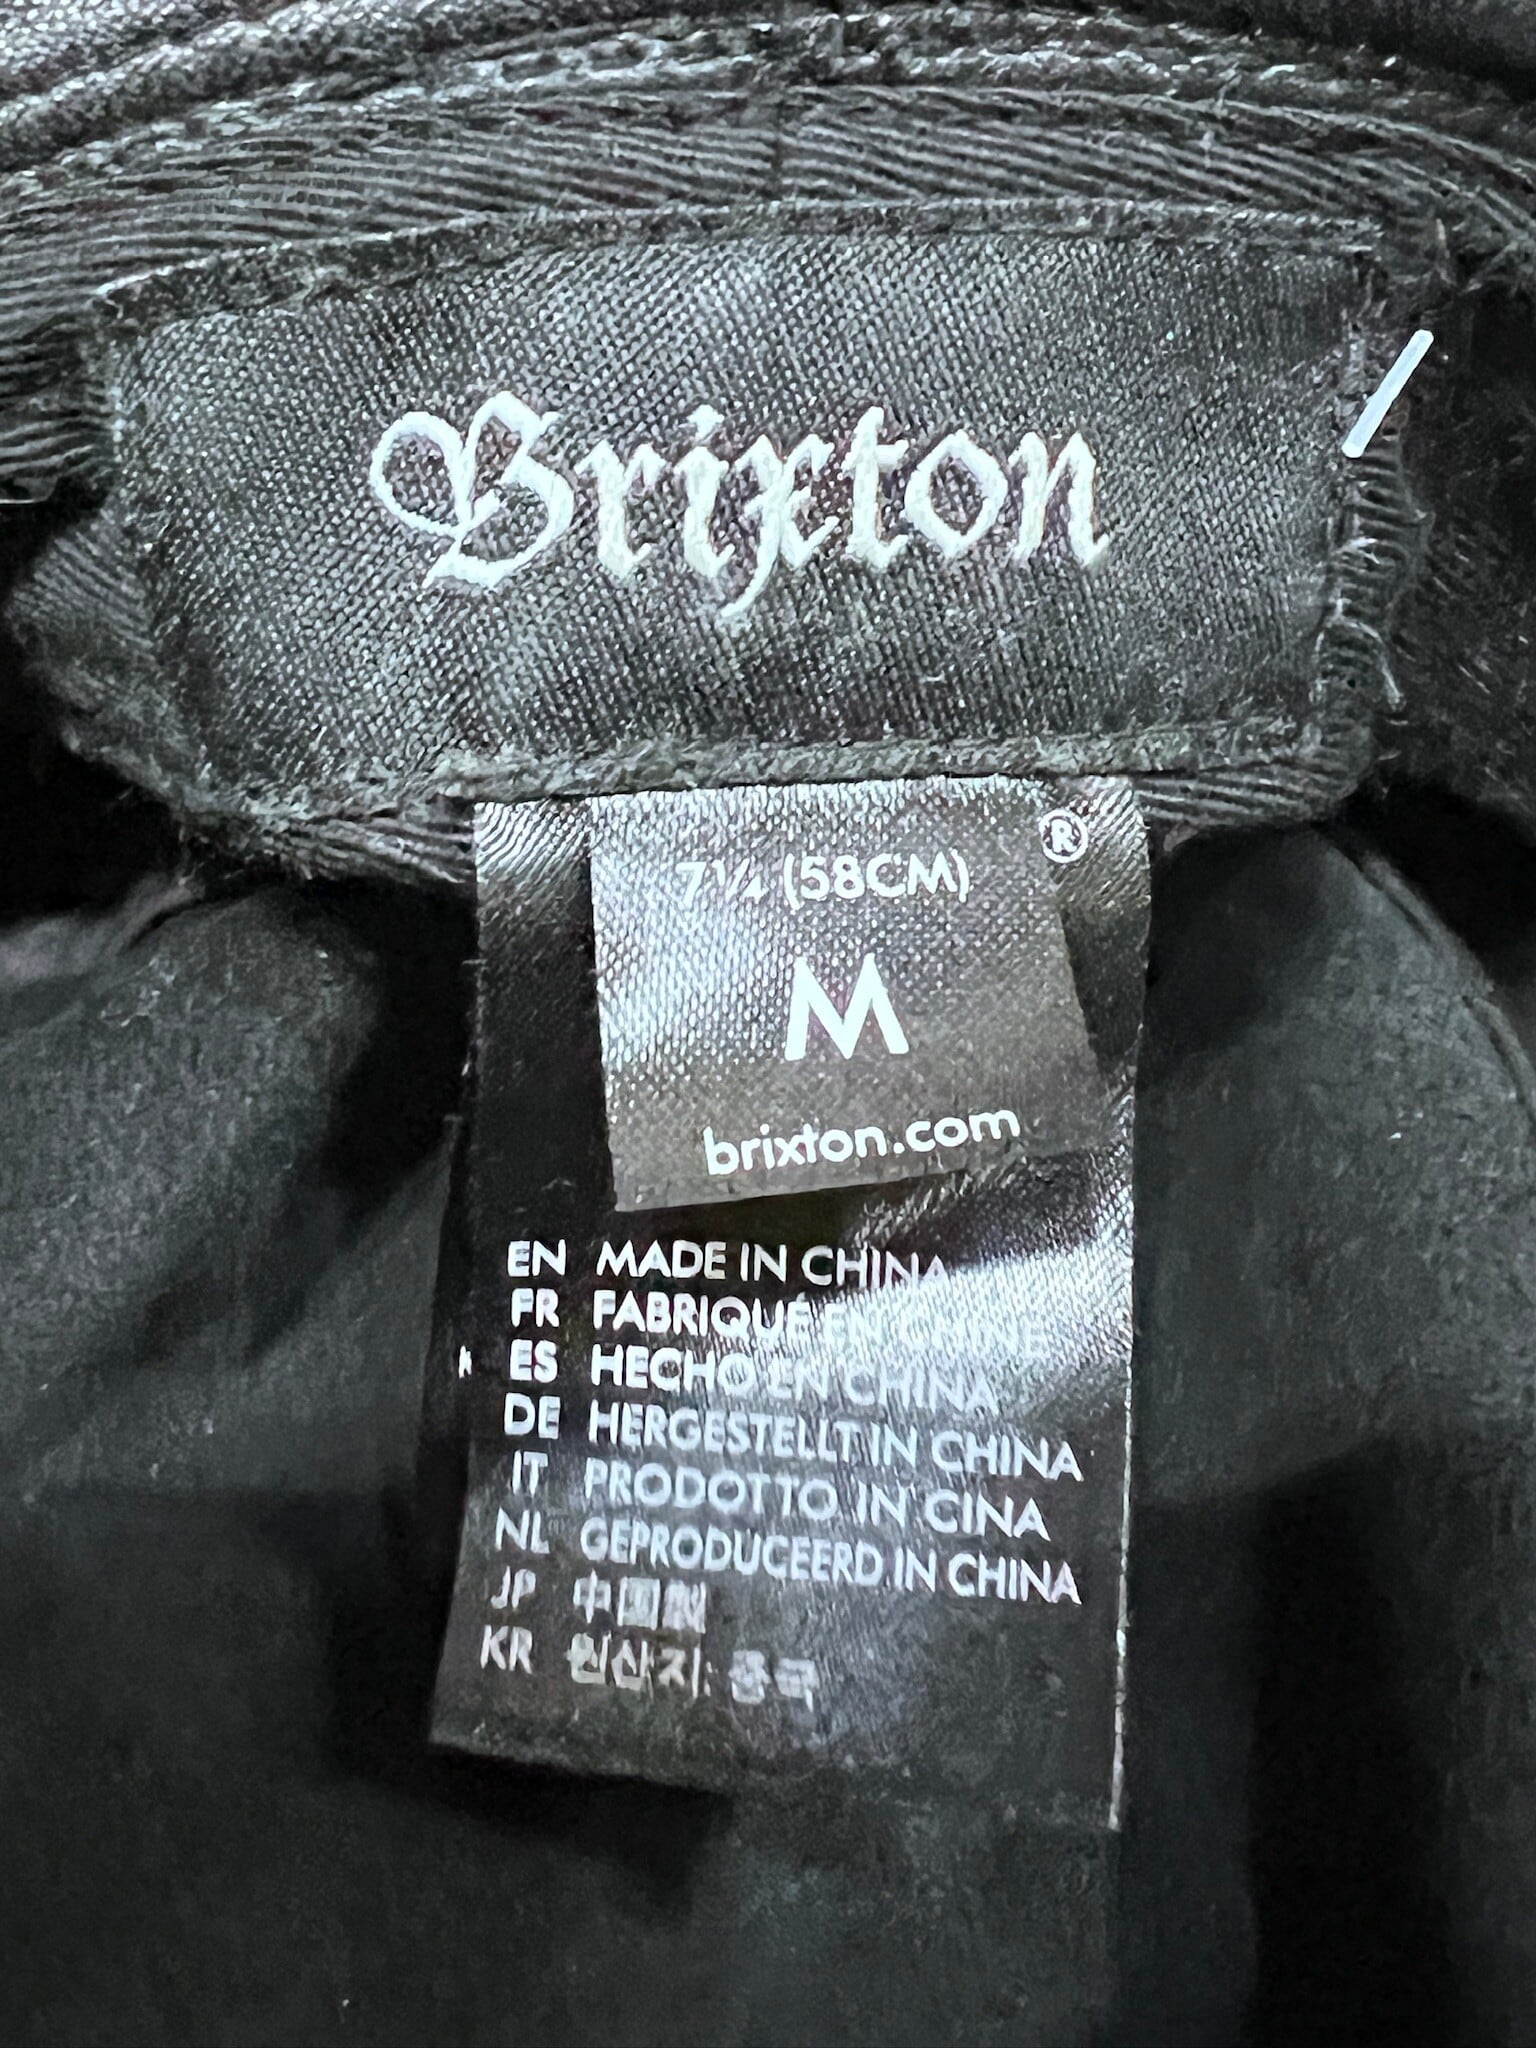 Brixton
®
7¼ (58CM)
M
brixton.com
EN MADE IN CHINA
FR FABRIQUÉ EN CHINE
ES HECHO EN CHINA
DE HERGESTELLT IN CHINA
IT PRODOTTO IN CINA
NL GEPRODUCEERD IN CHINA
JP 中国製
KR 원산지: 중국